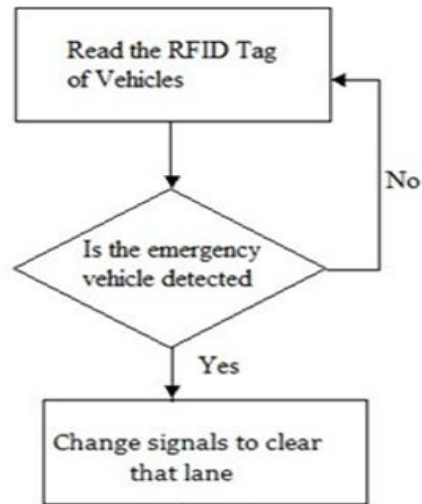 Read the RFID Tag
of Vehicles
No
Is the emergency
vehicle detected
Yes
Change signals to clear
that lane